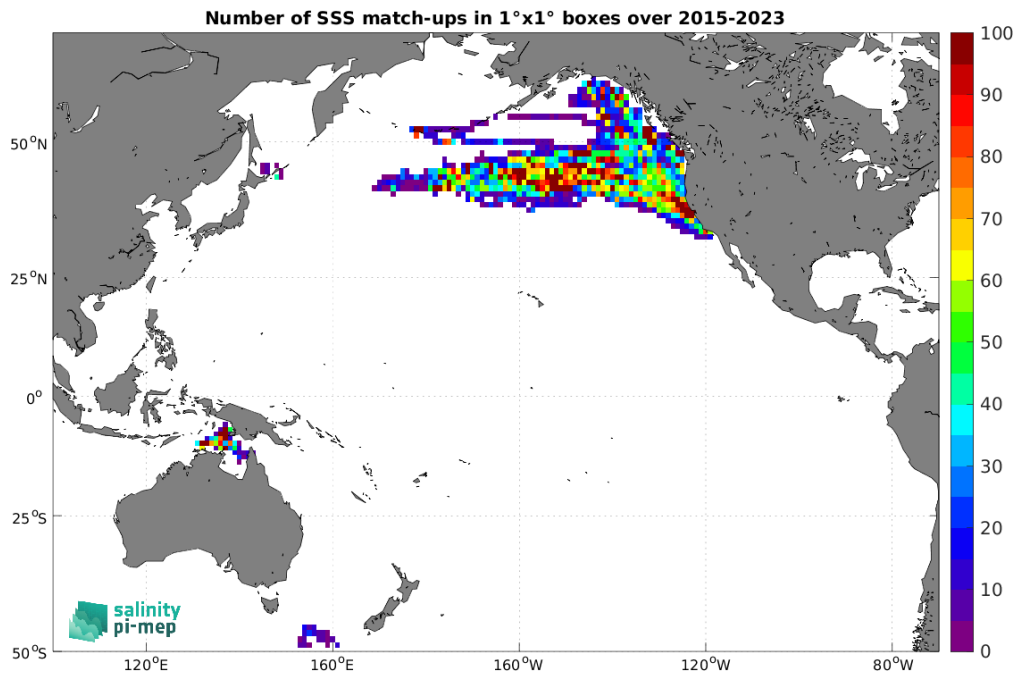 Number of SSS match-ups in 1°x1° boxes over 2015-2023
100
90
80
70
60
50
40
30
20
10
0
50°N
25°N
0°
25°S
50°S
120°E
160°E
160°W
120°W
80°W
salinity
pi-mep